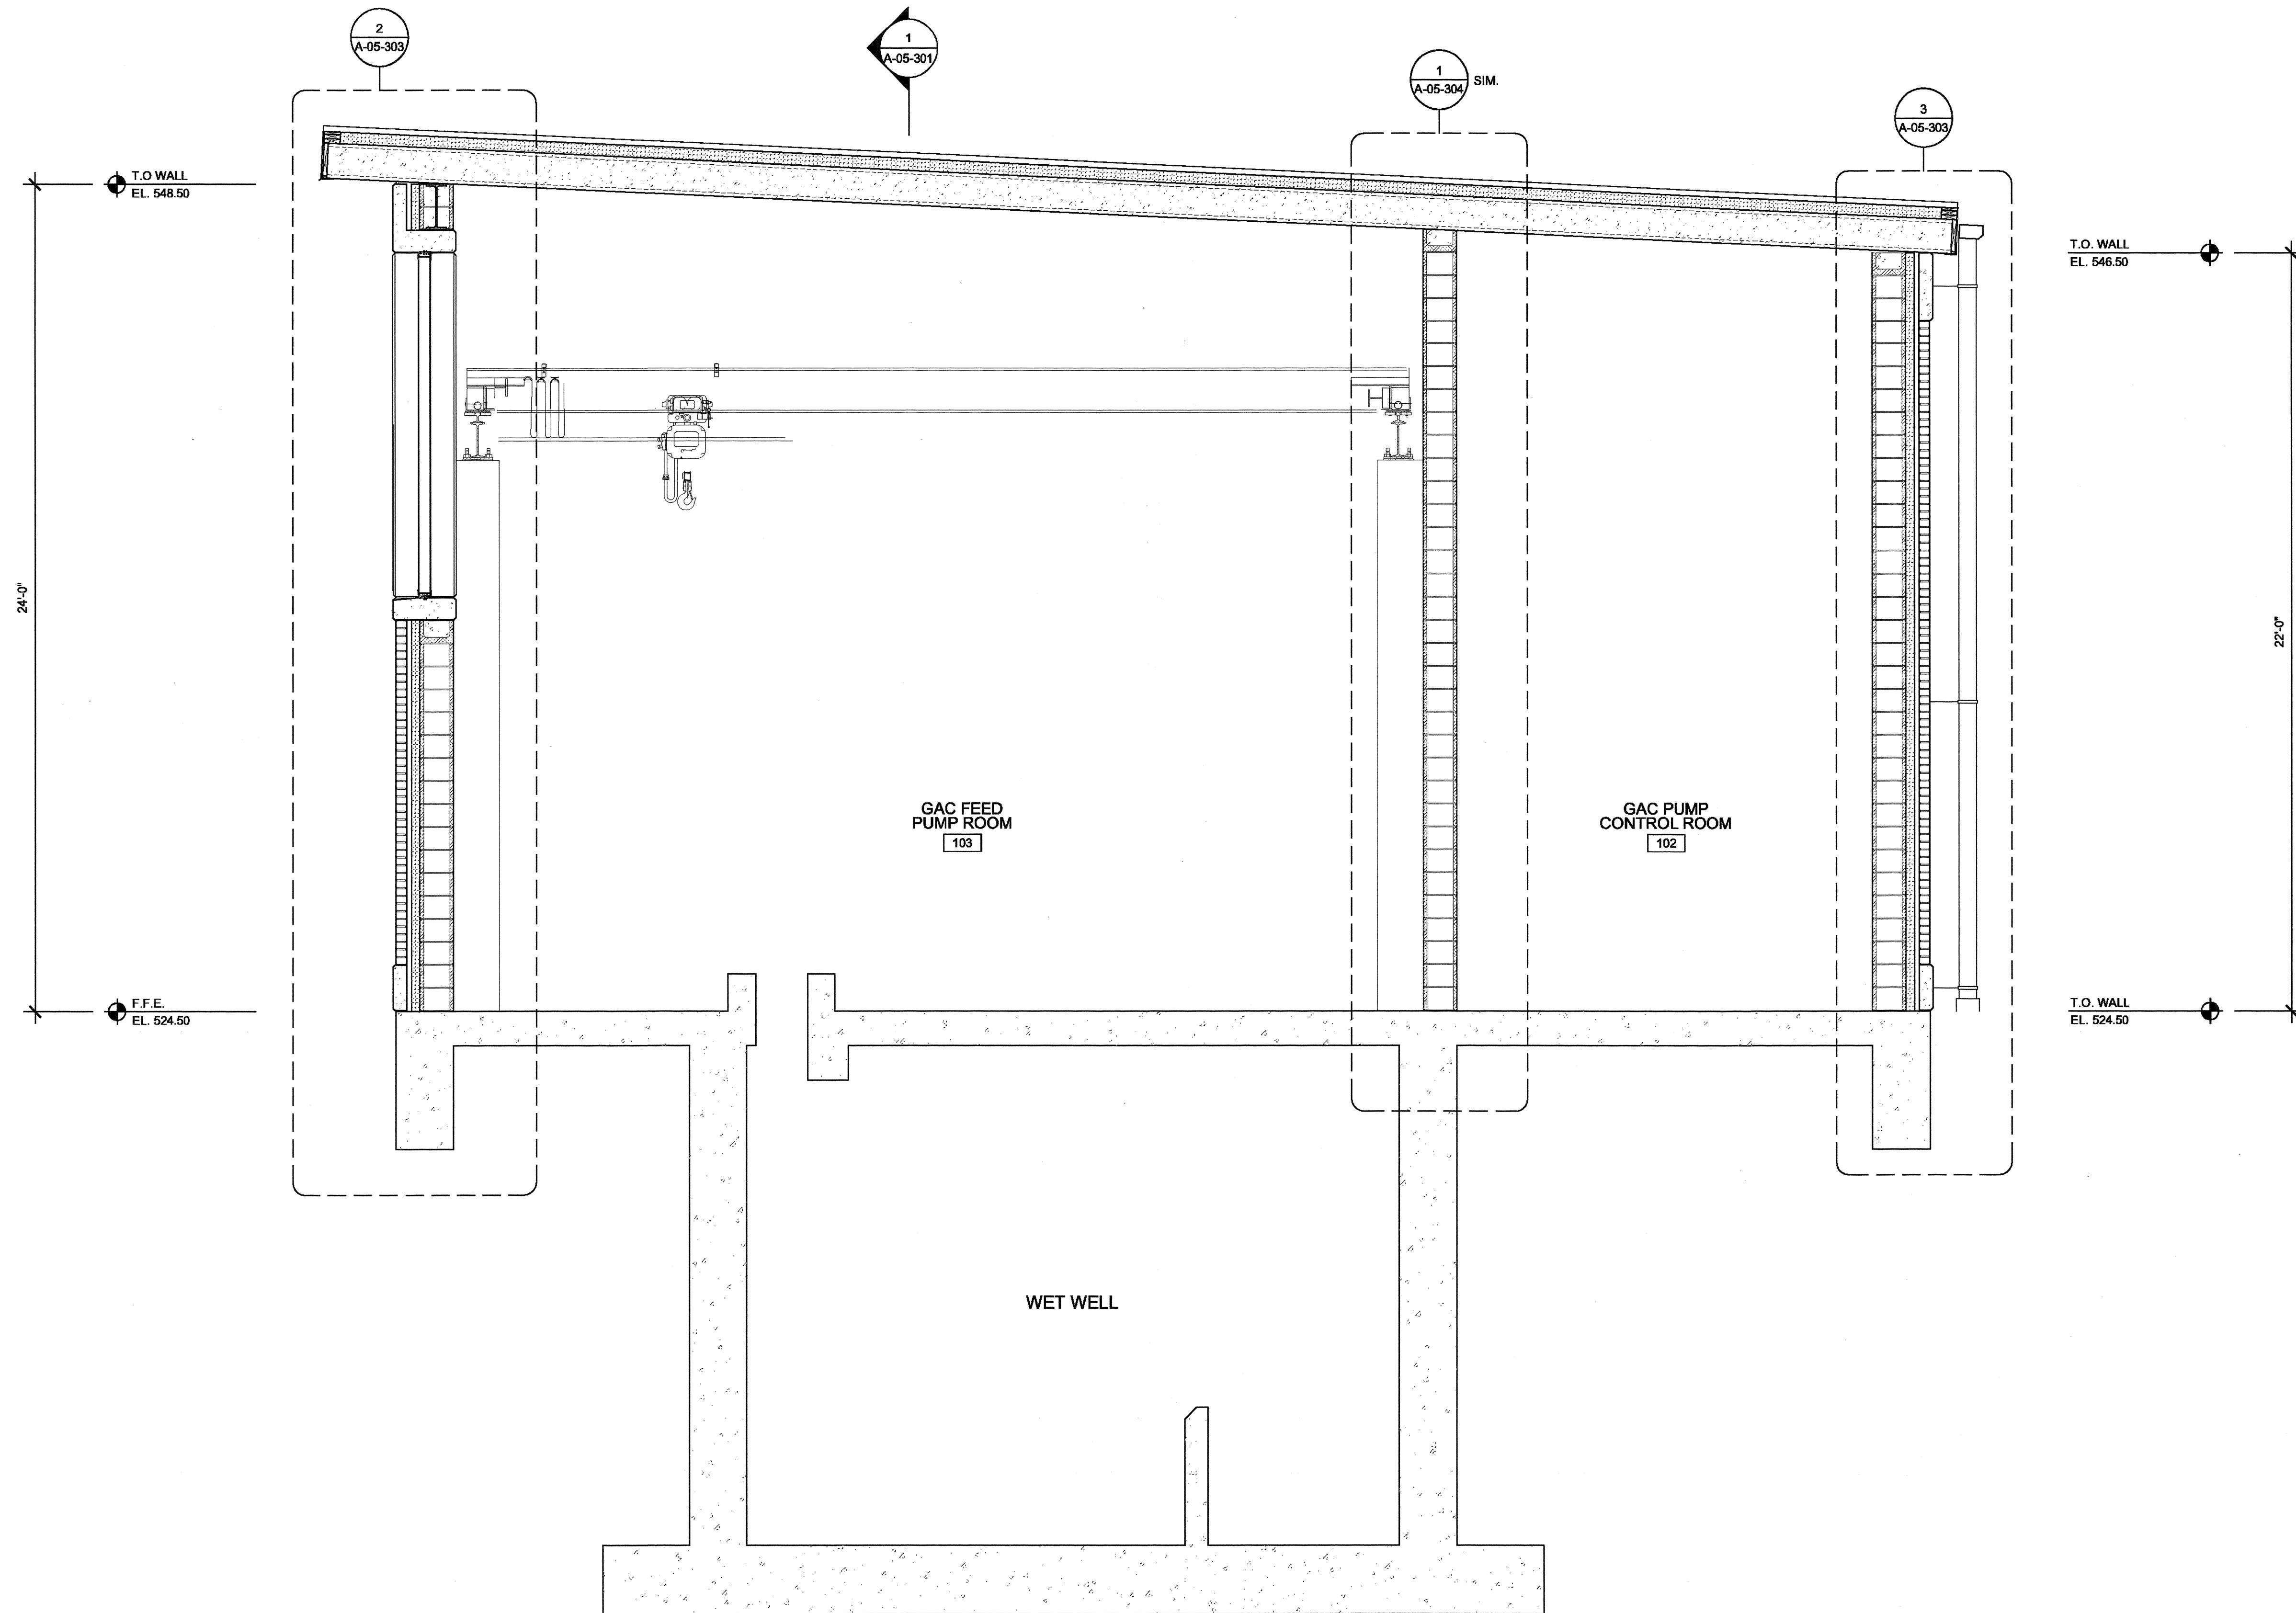 2
A-05-303
1
A-05-301
1
A-05-304
SIM.
3
A-05-303
T.O WALL
EL. 548.50
T.O. WALL
EL. 546.50
24'-0"
22'-0"
GAC FEED
PUMP ROOM
103
GAC PUMP
CONTROL ROOM
102
F.F.E.
EL. 524.50
T.O. WALL
EL. 524.50
WET WELL